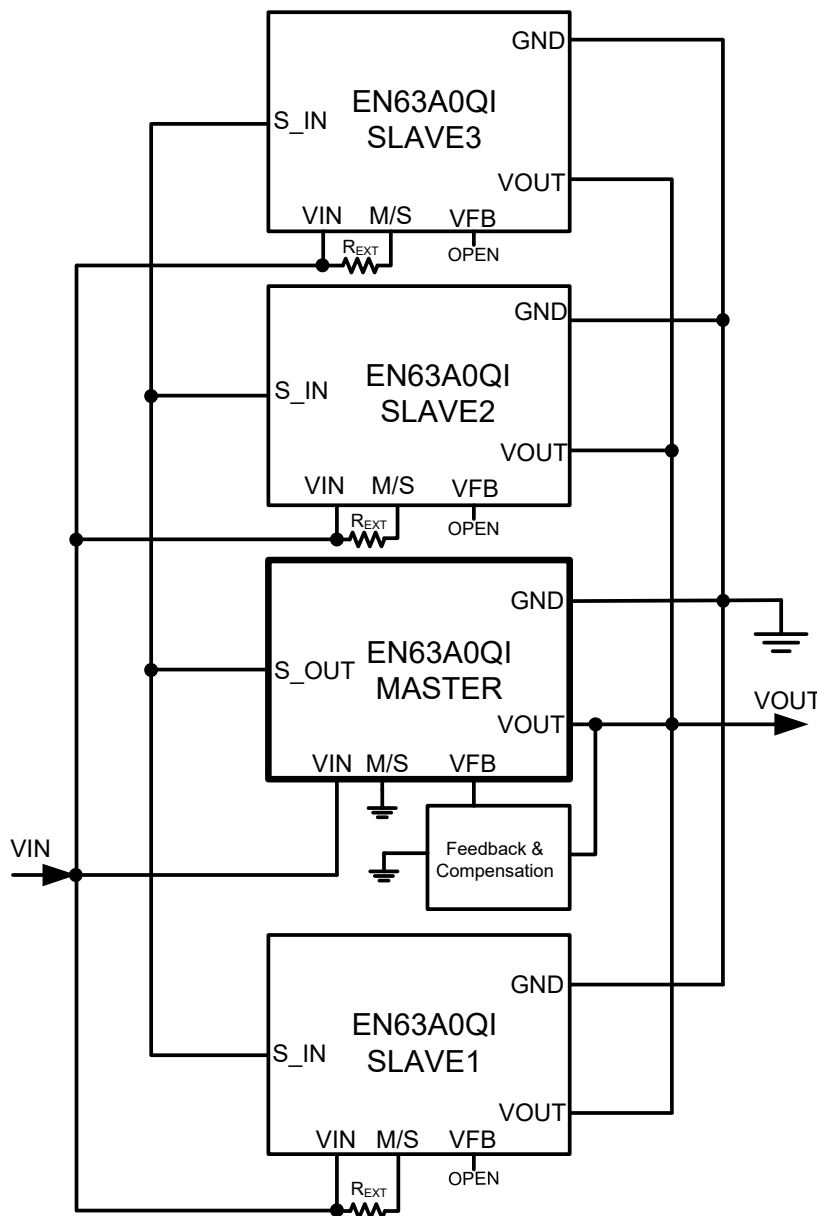 GND
EN63A0QI
SLAVE3
S_IN
VOUT
VIN M/S VFB
REXT
OPEN
GND
EN63A0QI
SLAVE2
S_IN
VOUT
VIN M/S VFB
REXT
OPEN
GND
EN63A0QI
MASTER
S_OUT
VOUT
VOUT
VIN M/S VFB
VIN
Feedback &
Compensation
GND
EN63A0QI
SLAVE1
S_IN
VOUT
VIN M/S VFB
REXT
OPEN